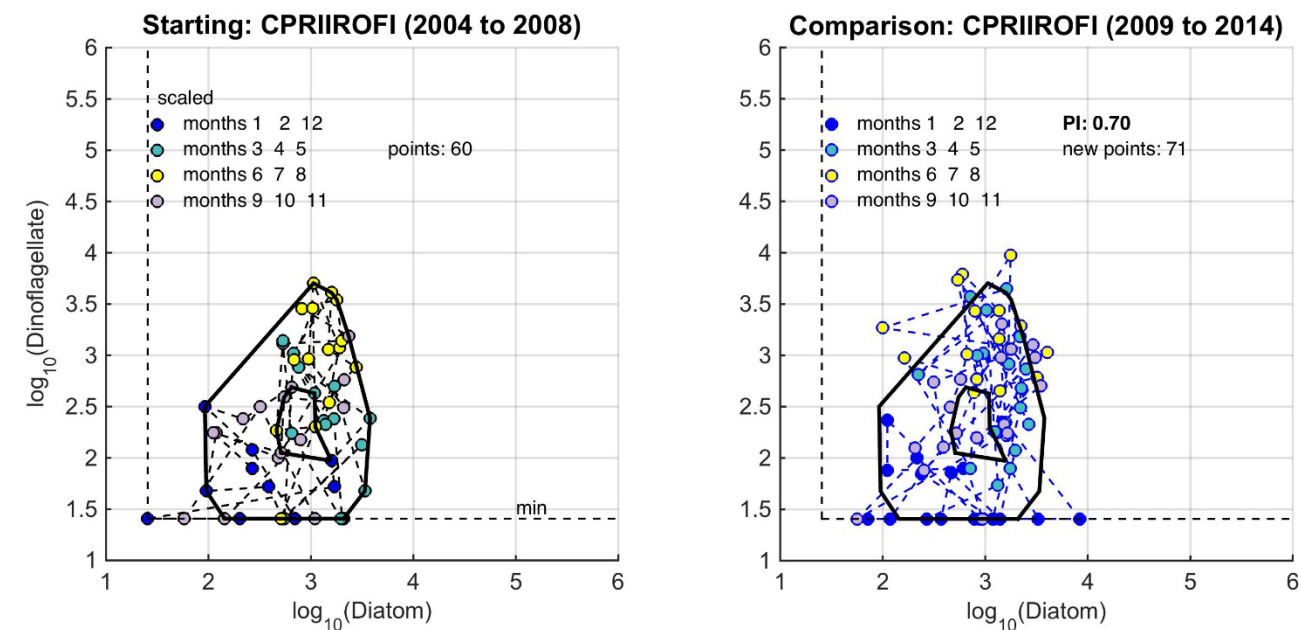 Starting: CPRIIROFI (2004 to 2008)
6
5.5
5
4.5
4
3.5
3
2.5
2
1.5
1
log10(Dinoflagellate)
scaled
months 1 2 12
months 3 4 5
months 6 7 8
months 9 10 11
points: 60
min
1 2 3 4 5 6
log10(Diatom)
Comparison: CPRIIROFI (2009 to 2014)
6
5.5
5
4.5
4
3.5
3
2.5
2
1.5
1
months 1 2 12
months 3 4 5
months 6 7 8
months 9 10 11
PI: 0.70
new points: 71
1 2 3 4 5 6
log10(Diatom)